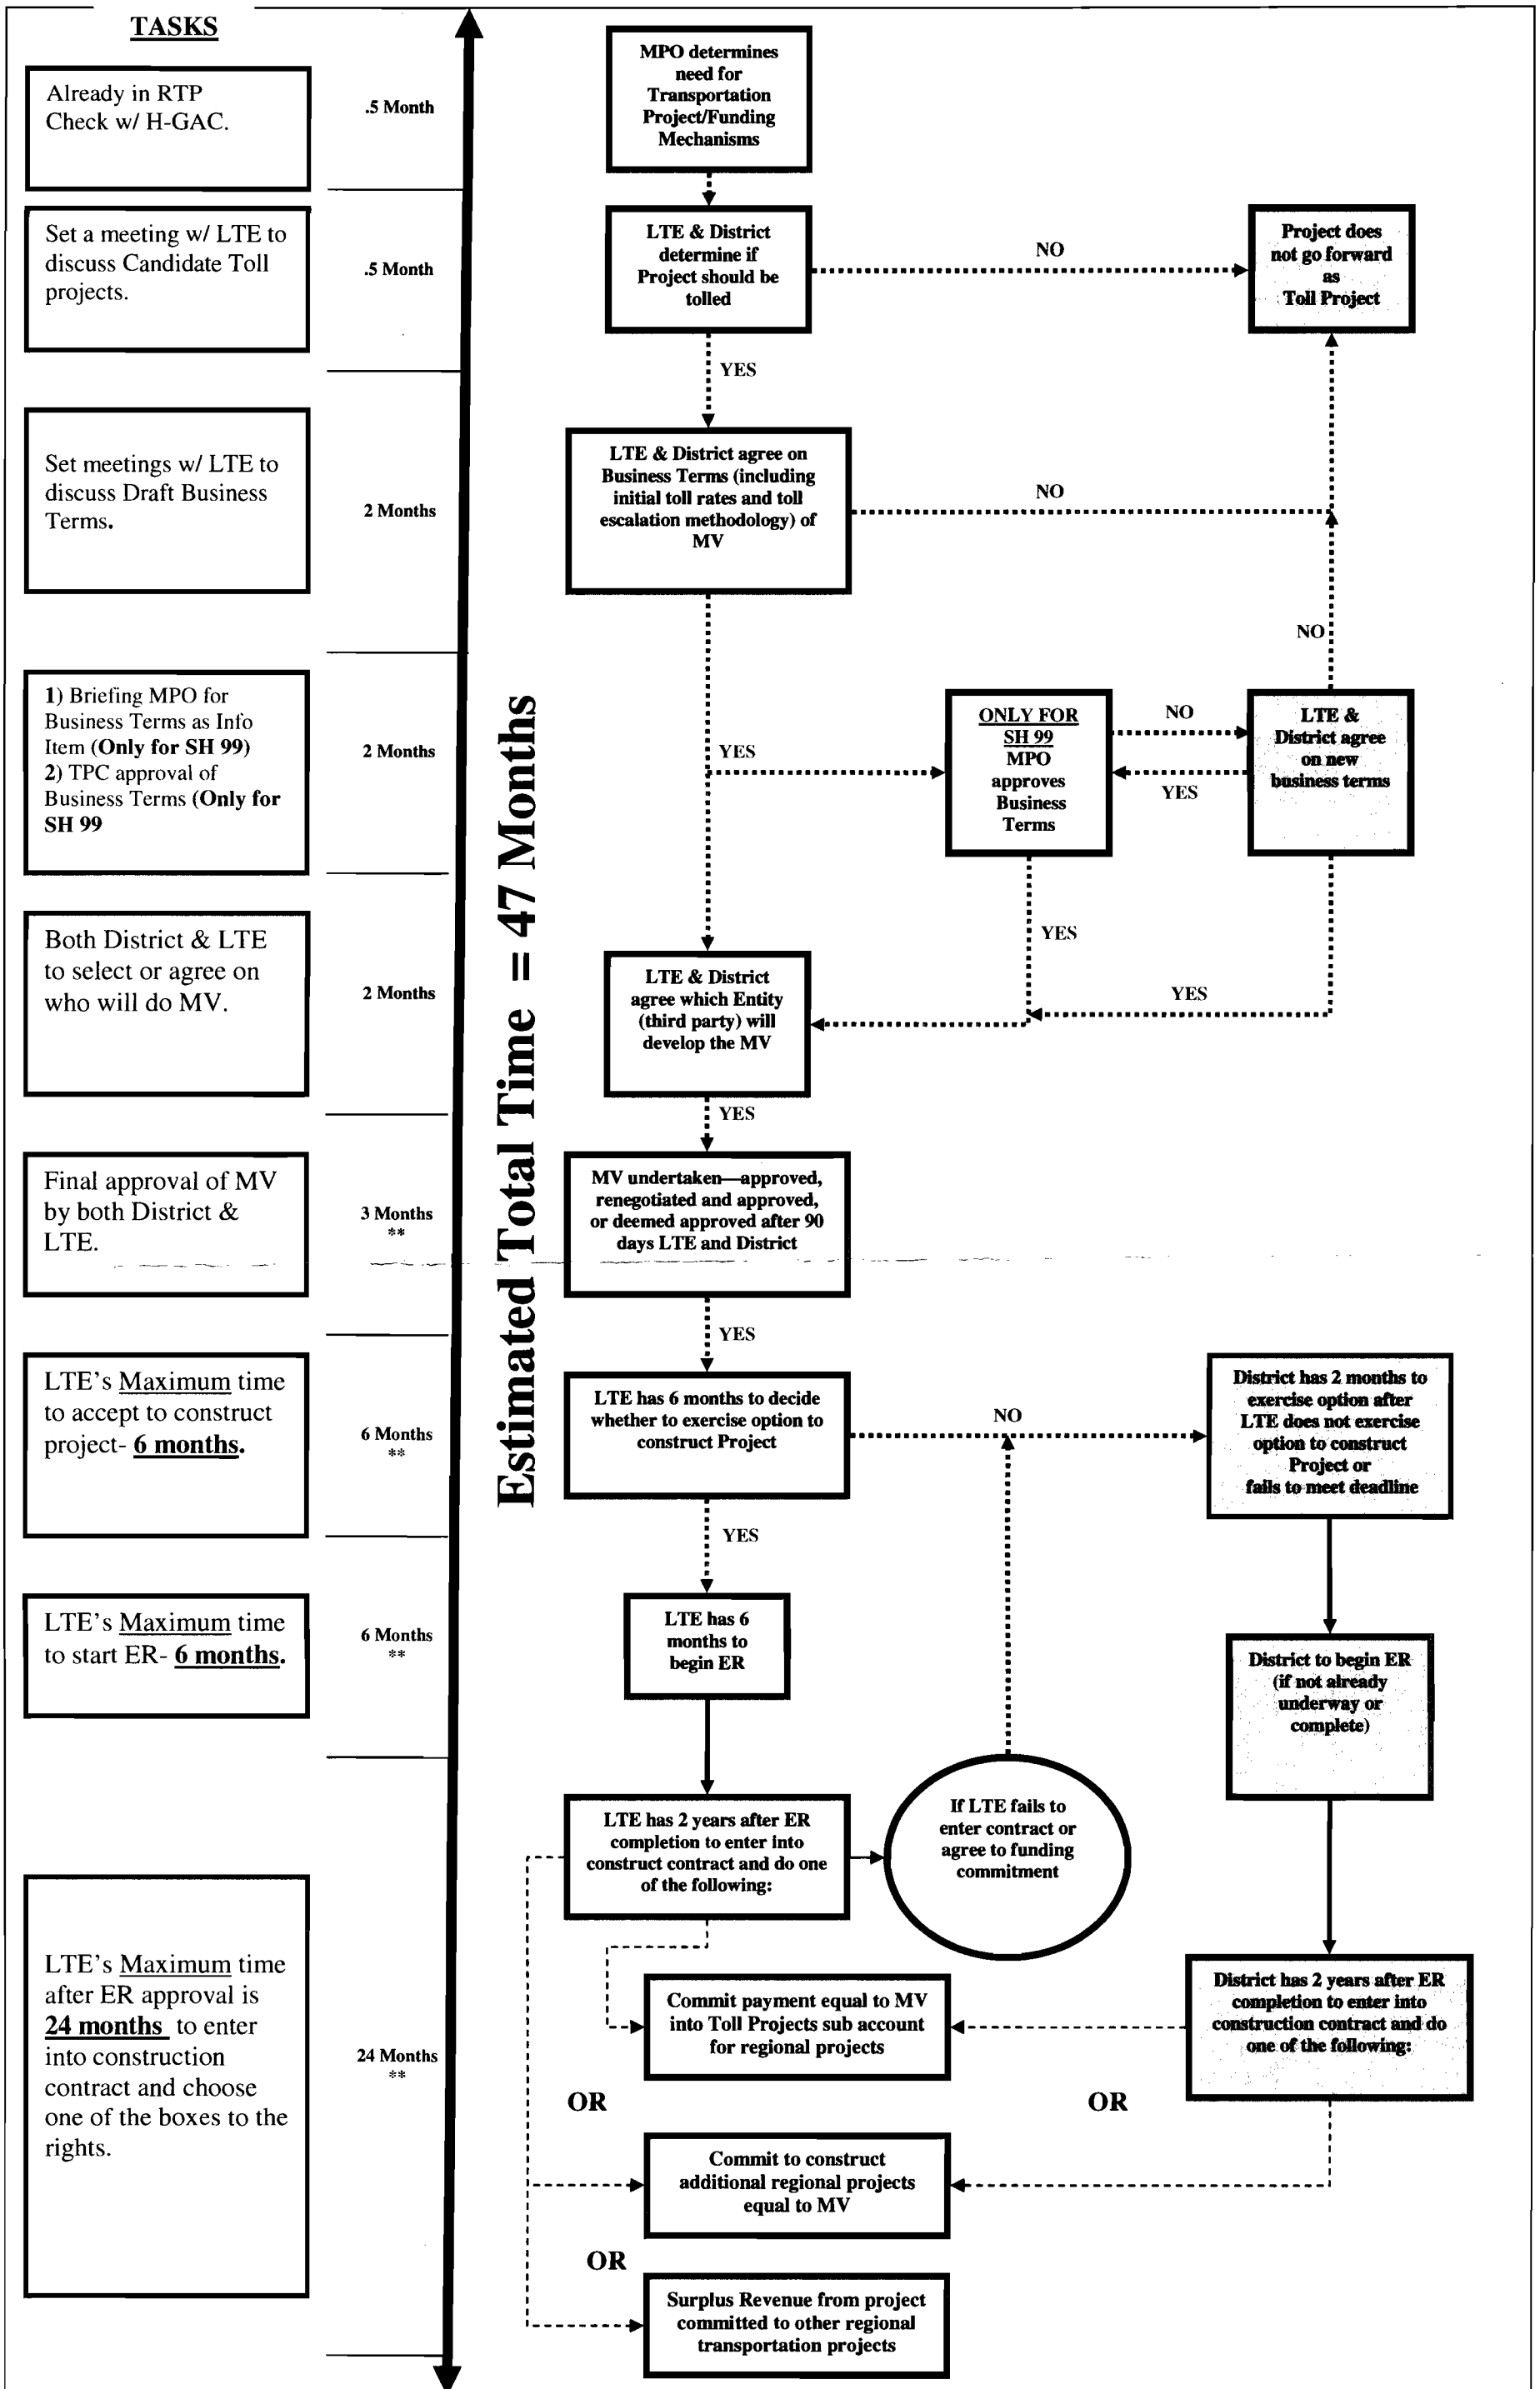 TASKS
Already in RTP
Check w/ H-GAC.
.5 Month
MPO determines
need for
Transportation
Project/Funding
Mechanisms
Set a meeting w/ LTE to
discuss Candidate Toll
projects.
.5 Month
LTE & District
determine if
Project should be
tolled
NO
Project does
not go forward
as
Toll Project
YES
Set meetings w/ LTE to
discuss Draft Business
Terms.
2 Months
LTE & District agree on
Business Terms (including
initial toll rates and toll
escalation methodology) of
MV
NO
NO
1) Briefing MPO for
Business Terms as Info
Item (Only for SH 99)
2) TPC approval of
Business Terms (Only for
SH 99
2 Months
YES
ONLY FOR
SH 99
MPO
approves
Business
Terms
NO
YES
LTE &
District agree
on new
business terms
Estimated Total Time = 47 Months
Both District & LTE
to select or agree on
who will do MV.
2 Months
LTE & District
agree which Entity
(third party) will
develop the MV
YES
YES
YES
Final approval of MV
by both District &
LTE.
3 Months
**
MV undertaken—approved,
renegotiated and approved,
or deemed approved after 90
days LTE and District
YES
LTE's Maximum time
to accept to construct
project- 6 months.
6 Months
**
LTE has 6 months to decide
whether to exercise option to
construct Project
NO
District has 2 months to
exercise option after
LTE does not exercise
option to construct
Project or
fails to meet deadline
YES
LTE's Maximum time
to start ER- 6 months.
6 Months
**
LTE has 6
months to
begin ER
District to begin ER
(if not already
underway or
complete)
LTE has 2 years after ER
completion to enter into
construct contract and do one
of the following:
If LTE fails to
enter contract or
agree to funding
commitment
LTE's Maximum time
after ER approval is
24 months to enter
into construction
contract and choose
one of the boxes to the
rights.
24 Months
**
Commit payment equal to MV
into Toll Projects sub account
for regional projects
District has 2 years after ER
completion to enter into
construction contract and do
one of the following:
OR
OR
Commit to construct
additional regional projects
equal to MV
OR
Surplus Revenue from project
committed to other regional
transportation projects